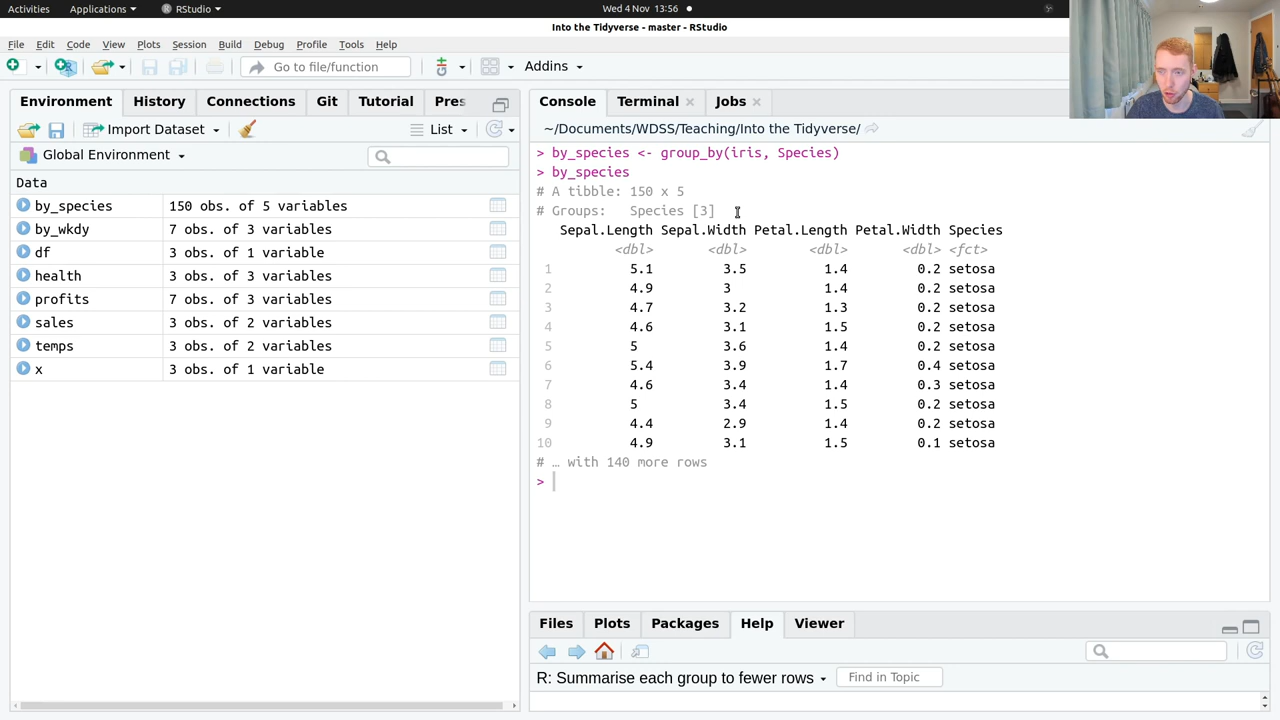 Activities Applications RStudio Wed 4 Nov 13:56
Into the Tidyverse - master - RStudio
File Edit Code View Plots Session Build Debug Profile Tools Help
Go to file/function Addins
Environment History Connections Git Tutorial Pres
Import Dataset List
Global Environment
Data
by_species 150 obs. of 5 variables
by_wkdy 7 obs. of 3 variables
df 3 obs. of 1 variable
health 3 obs. of 3 variables
profits 7 obs. of 3 variables
sales 3 obs. of 2 variables
temps 3 obs. of 2 variables
x 3 obs. of 1 variable
Console Terminal Jobs
~/Documents/WDSS/Teaching/Into the Tidyverse/
> by_species <- group_by(iris, Species)
> by_species
# A tibble: 150 x 5
# Groups: Species [3]
Sepal.Length Sepal.Width Petal.Length Petal.Width Species
<dbl> <dbl> <dbl> <dbl> <fct>
1 5.1 3.5 1.4 0.2 setosa
2 4.9 3 1.4 0.2 setosa
3 4.7 3.2 1.3 0.2 setosa
4 4.6 3.1 1.5 0.2 setosa
5 5 3.6 1.4 0.2 setosa
6 5.4 3.9 1.7 0.4 setosa
7 4.6 3.4 1.4 0.3 setosa
8 5 3.4 1.5 0.2 setosa
9 4.4 2.9 1.4 0.2 setosa
10 4.9 3.1 1.5 0.1 setosa
# … with 140 more rows
>
Files Plots Packages Help Viewer
R: Summarise each group to fewer rows Find in Topic